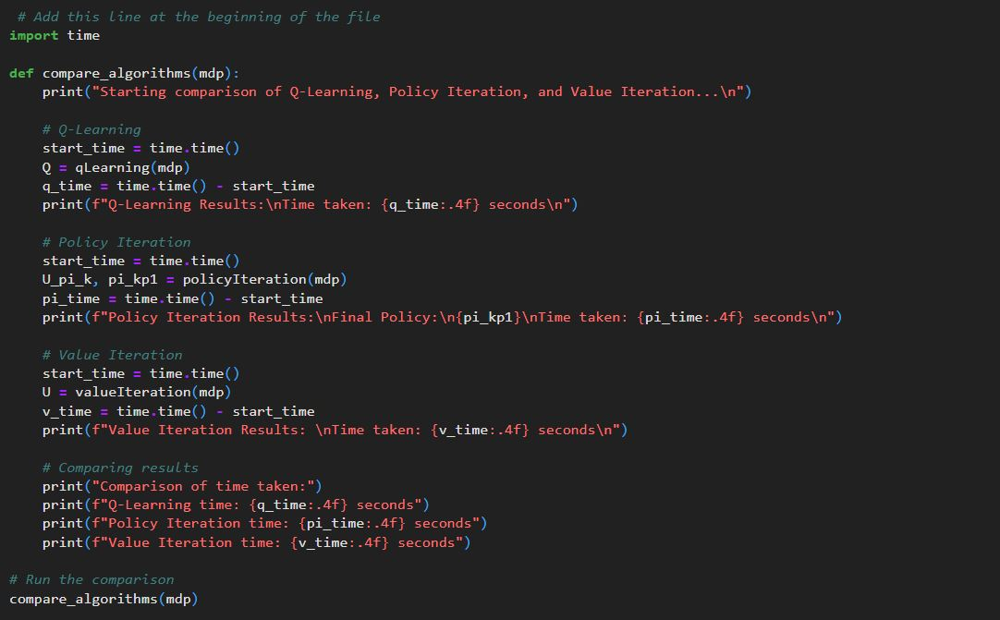 # Add this line at the beginning of the file
import time

def compare_algorithms(mdp):
    print("Starting comparison of Q-Learning, Policy Iteration, and Value Iteration...\n")

    # Q-Learning
    start_time = time.time()
    Q = qLearning(mdp)
    q_time = time.time() - start_time
    print(f"Q-Learning Results:\nTime taken: {q_time:.4f} seconds\n")

    # Policy Iteration
    start_time = time.time()
    U_pi_k, pi_kp1 = policyIteration(mdp)
    pi_time = time.time() - start_time
    print(f"Policy Iteration Results:\nFinal Policy:\n{pi_kp1}\nTime taken: {pi_time:.4f} seconds\n")

    # Value Iteration
    start_time = time.time()
    U = valueIteration(mdp)
    v_time = time.time() - start_time
    print(f"Value Iteration Results: \nTime taken: {v_time:.4f} seconds\n")

    # Comparing results
    print("Comparison of time taken:")
    print(f"Q-Learning time: {q_time:.4f} seconds")
    print(f"Policy Iteration time: {pi_time:.4f} seconds")
    print(f"Value Iteration time: {v_time:.4f} seconds")

# Run the comparison
compare_algorithms(mdp)